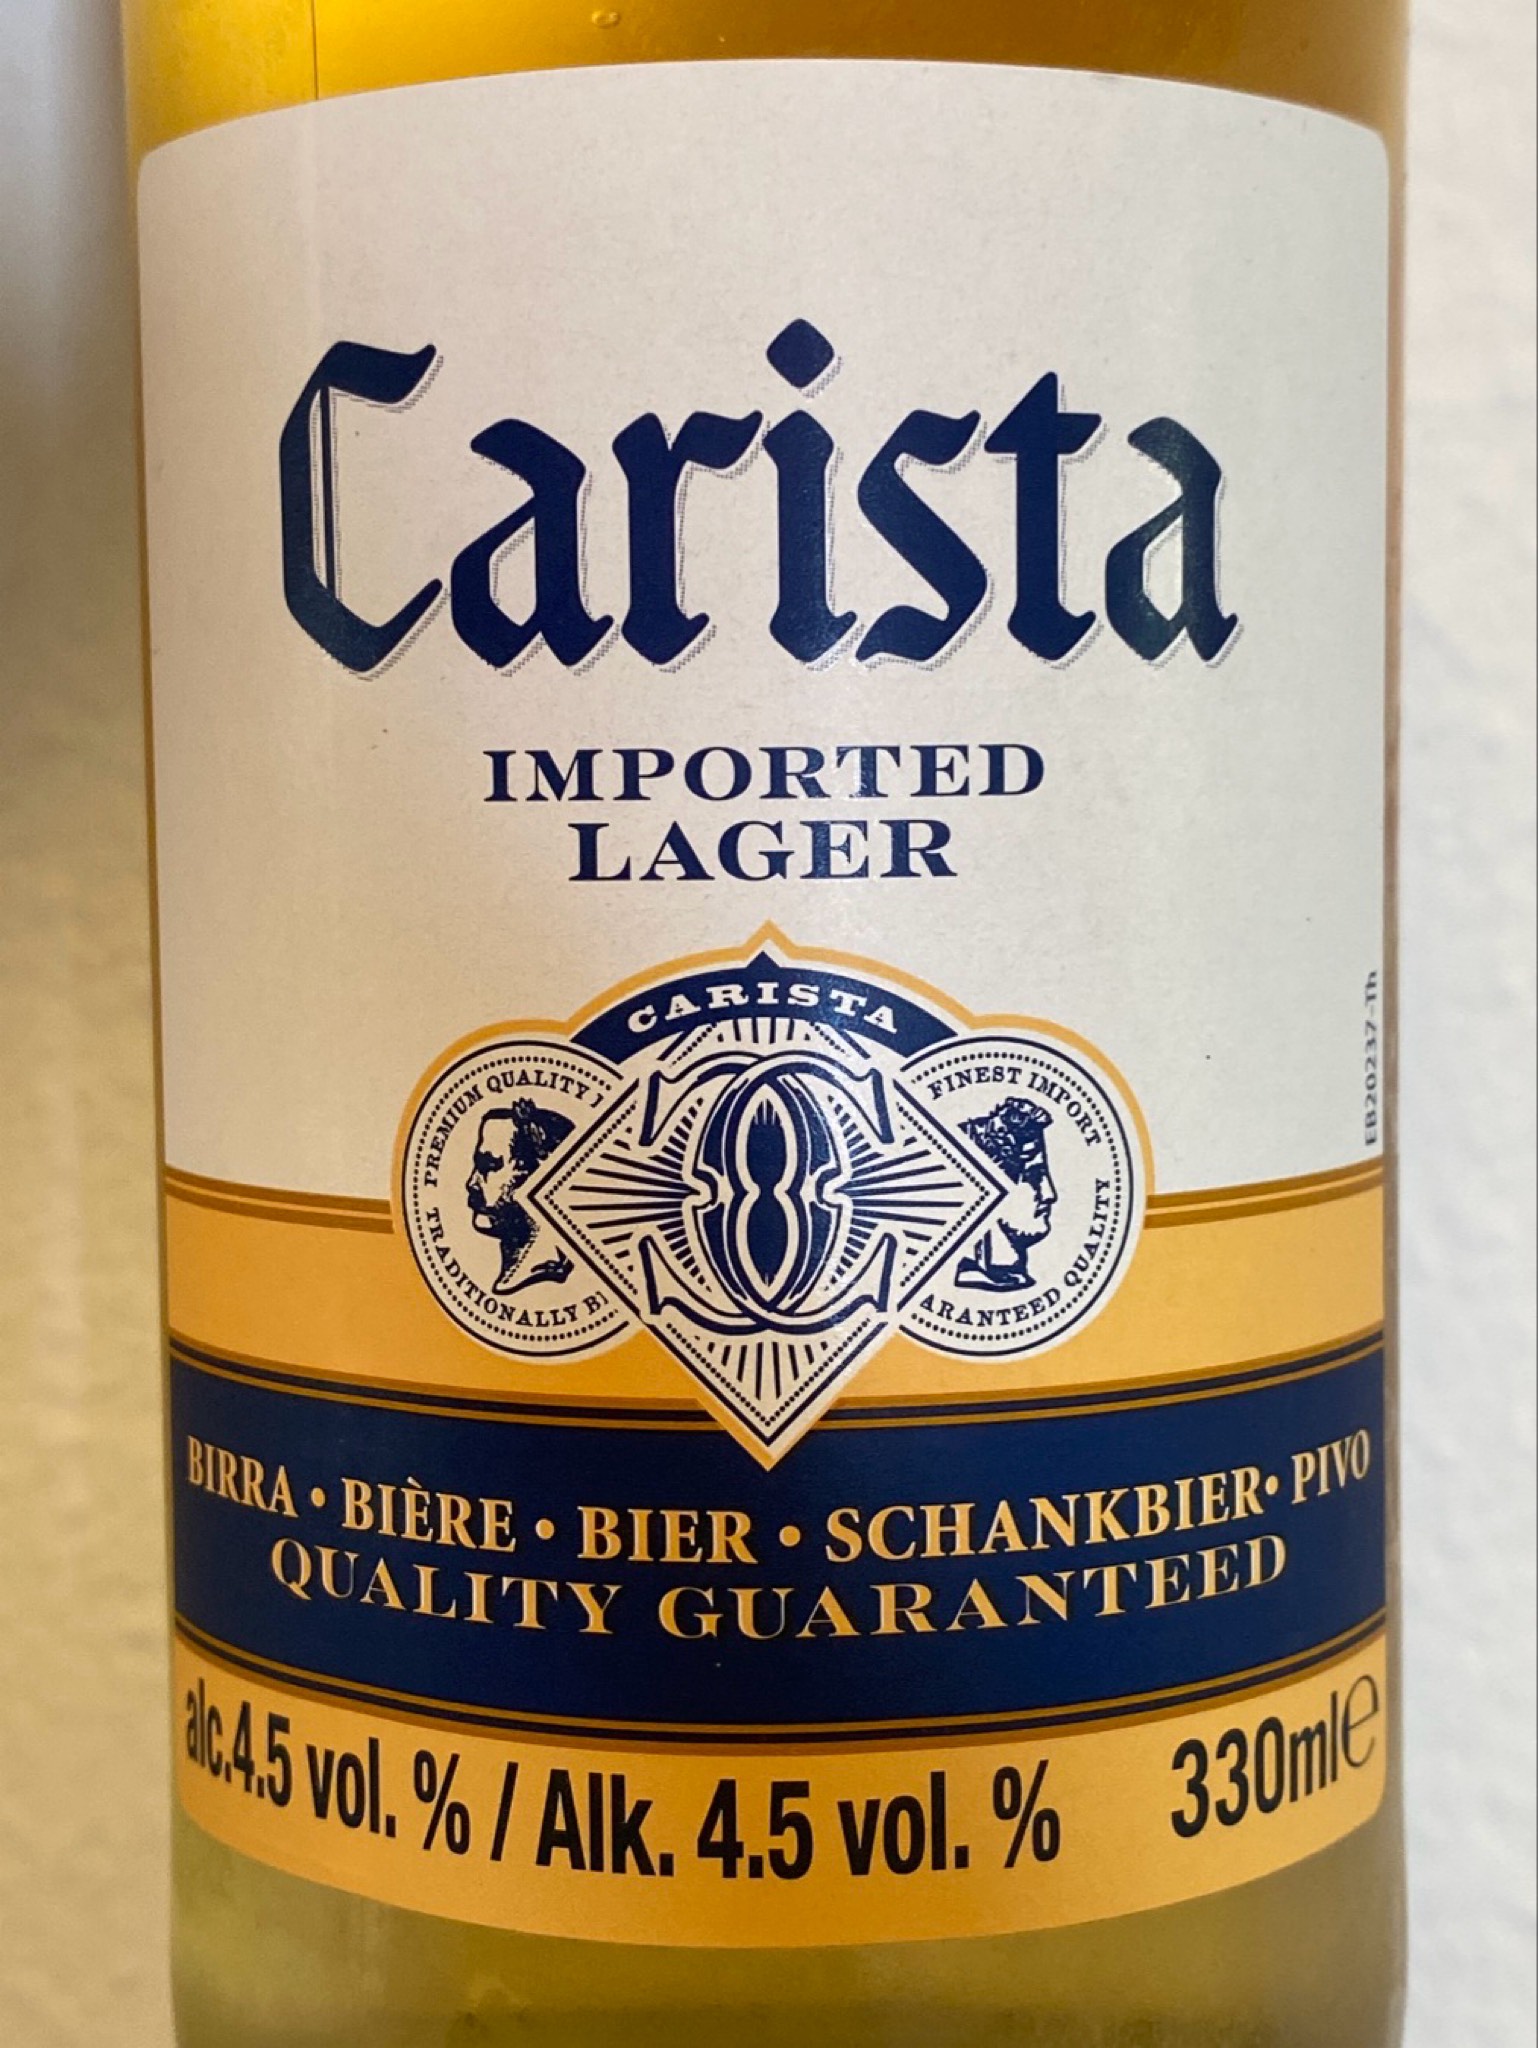 Carista
IMPORTED
LAGER
CARISTA
PREMIUM QUALITY
TRADITIONALLY
FINEST IMPORT
QUALITY
EB20237-Th
BIRRA • BIÈRE • BIER • SCHANKBIER • PIVO
QUALITY GUARANTEED
alc.4.5 vol. % / Alk. 4.5 vol. % 330ml℮